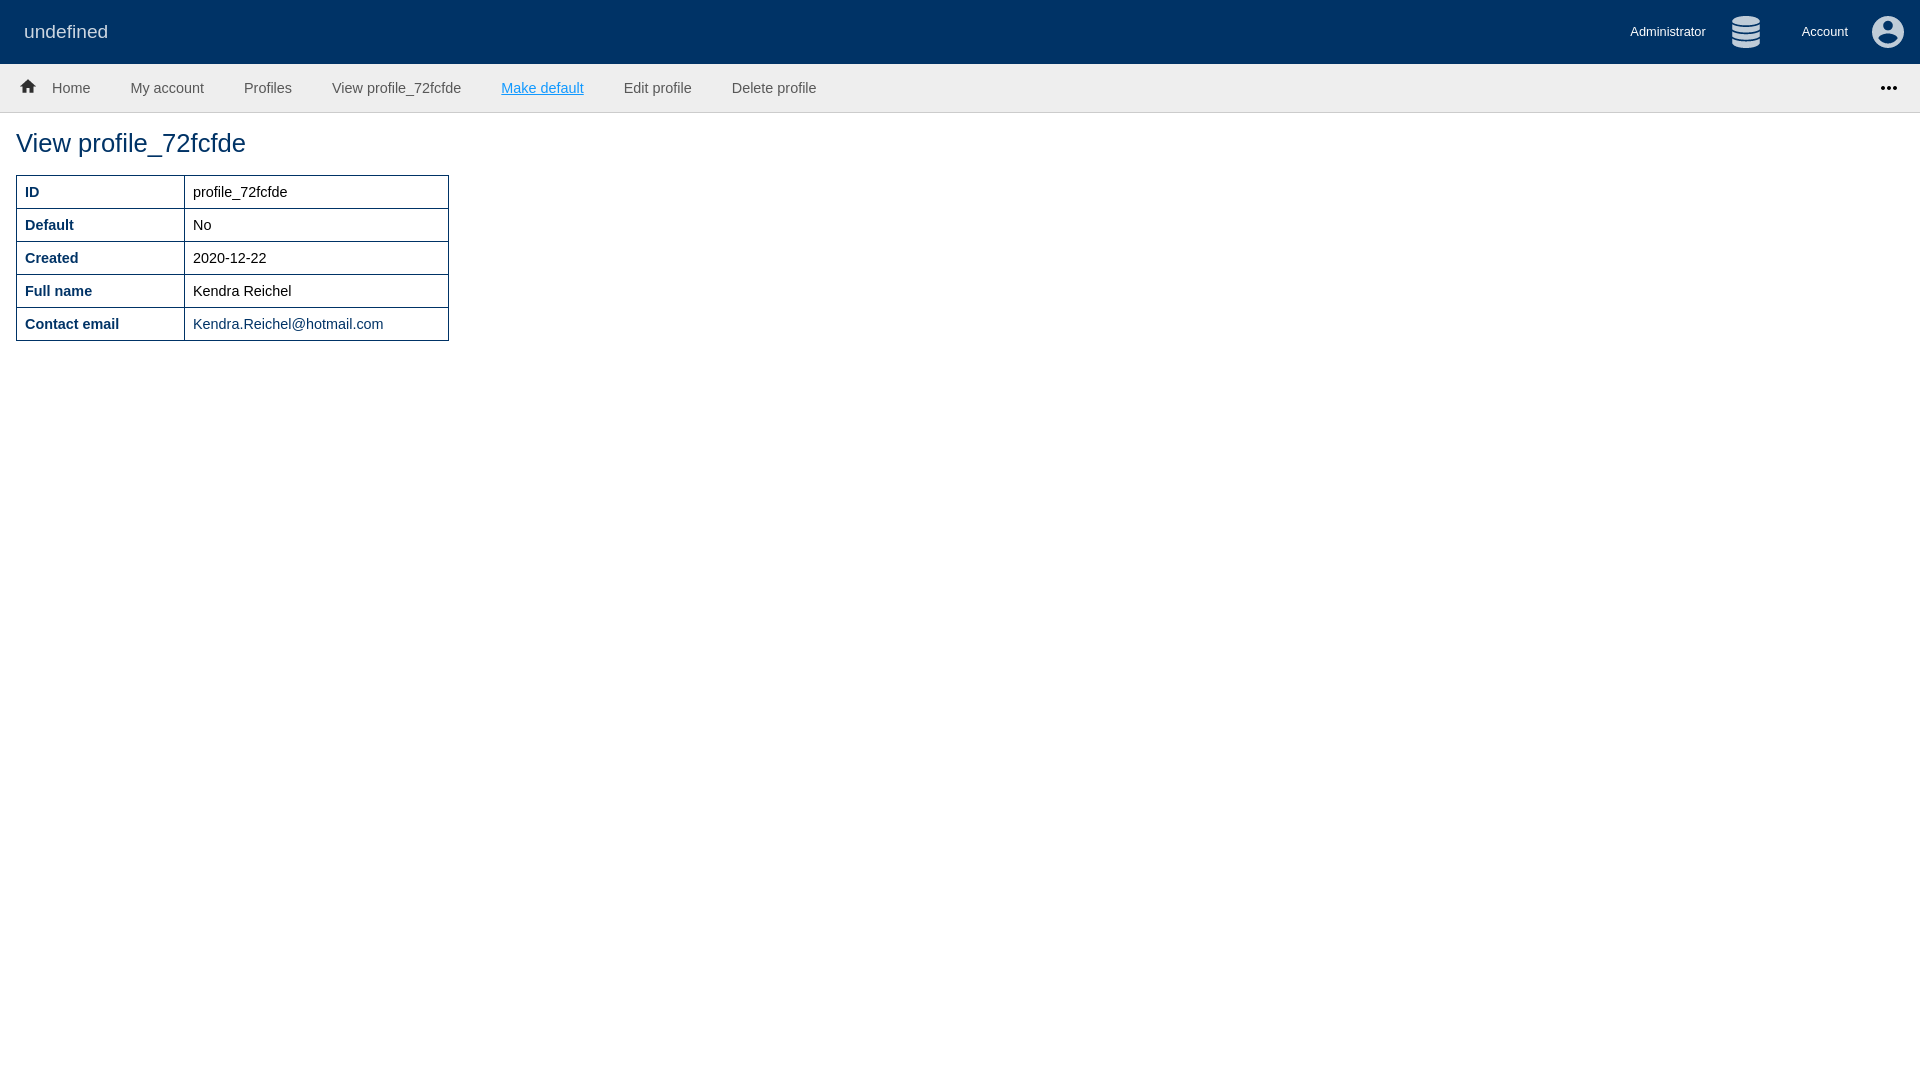 undefined
Administrator
Account
Home
My account
Profiles
View profile_72fcfde
Make default
Edit profile
Delete profile
View profile_72fcfde
ID profile_72fcfde
Default No
Created 2020-12-22
Full name Kendra Reichel
Contact email Kendra.Reichel@hotmail.com